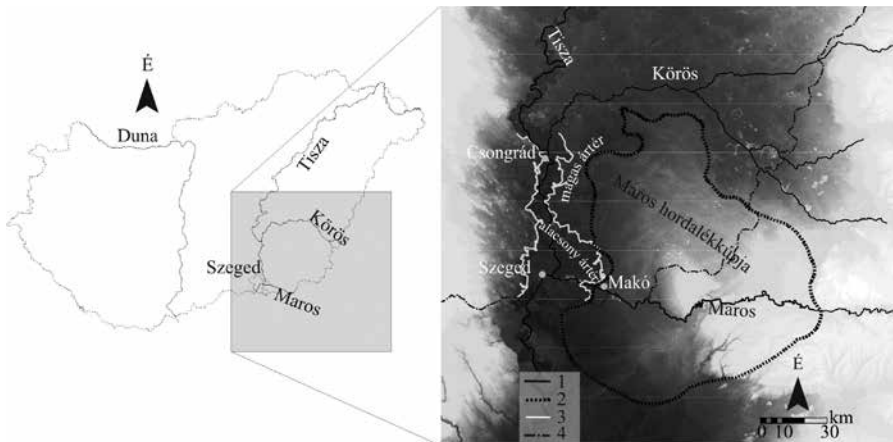 É
Duna
Tisza
Körös
Szeged
Maros
Tisza
Körös
Csongrád
magas ártér
Maros hordalékkúpja
alacsony ártér
Szeged
Makó
Maros
1
2
3
4
É
km
0 10 30